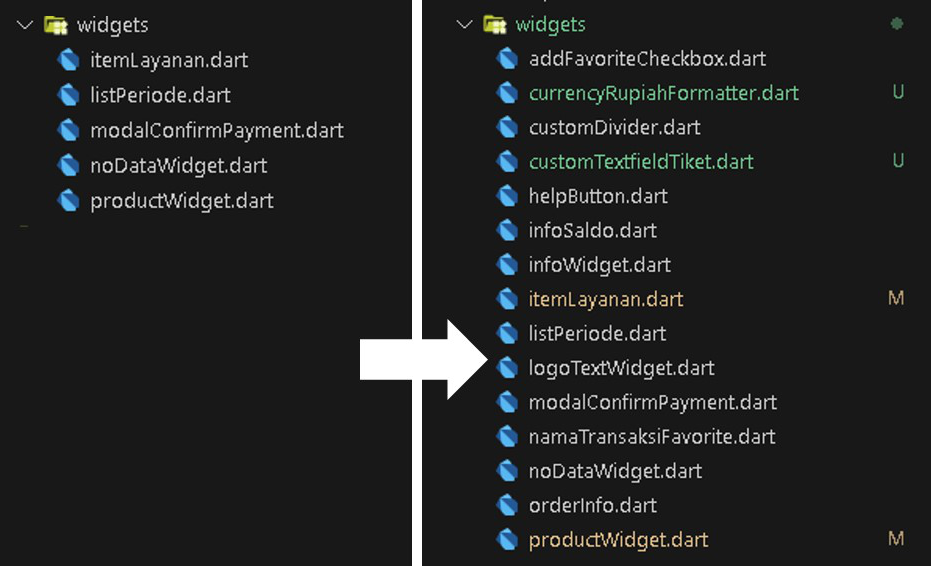 widgets
itemLayanan.dart
listPeriode.dart
modalConfirmPayment.dart
noDataWidget.dart
productWidget.dart
widgets
addFavoriteCheckbox.dart
currencyRupiahFormatter.dart U
customDivider.dart
customTextfieldTiket.dart U
helpButton.dart
infoSaldo.dart
infoWidget.dart
itemLayanan.dart M
listPeriode.dart
logoTextWidget.dart
modalConfirmPayment.dart
namaTransaksiFavorite.dart
noDataWidget.dart
orderInfo.dart
productWidget.dart M